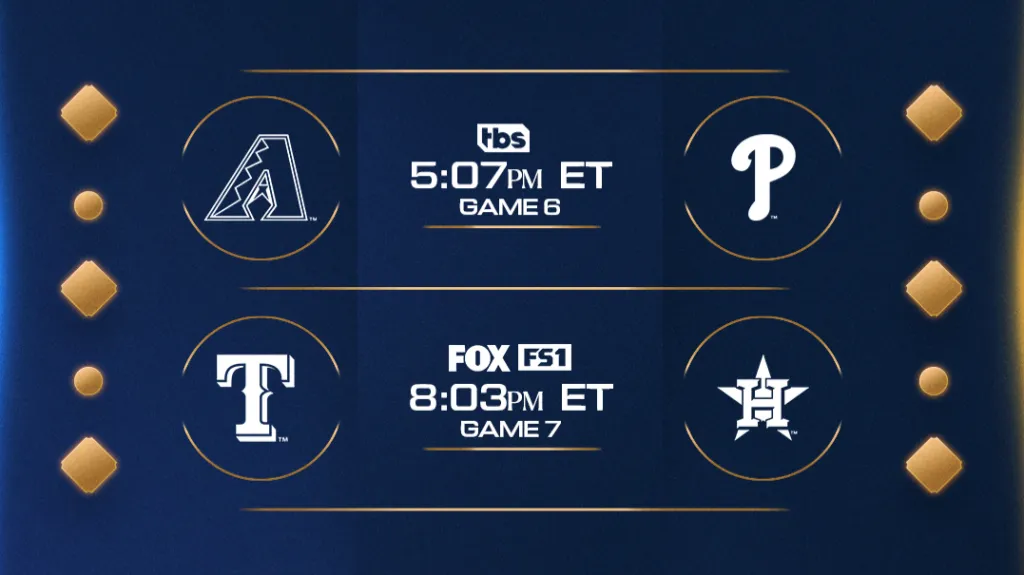 A
tbs
5:07PM ET
GAME 6
P
T
FOX FS1
8:03PM ET
GAME 7
H